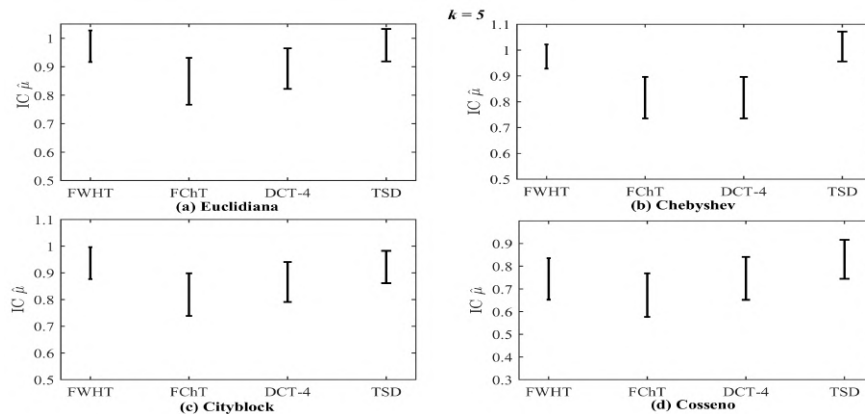 k = 5
1
0.9
0.8
0.7
0.6
0.5
IC μ̂
FWHT FChT DCT-4 TSD
(a) Euclidiana
1.1
1
0.9
0.8
0.7
0.6
0.5
IC μ̂
FWHT FChT DCT-4 TSD
(b) Chebyshev
1.1
1
0.9
0.8
0.7
0.6
0.5
IC μ̂
FWHT FChT DCT-4 TSD
(c) Cityblock
0.9
0.8
0.7
0.6
0.5
0.4
0.3
IC μ̂
FWHT FChT DCT-4 TSD
(d) Cosseno